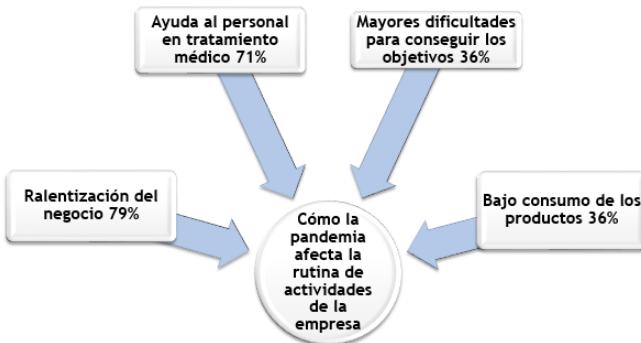 Ayuda al personal
en tratamiento
médico 71%
Mayores dificultades
para conseguir los
objetivos 36%
Ralentización del
negocio 79%
Bajo consumo de los
productos 36%
Cómo la
pandemia
afecta la
rutina de
actividades
de la
empresa